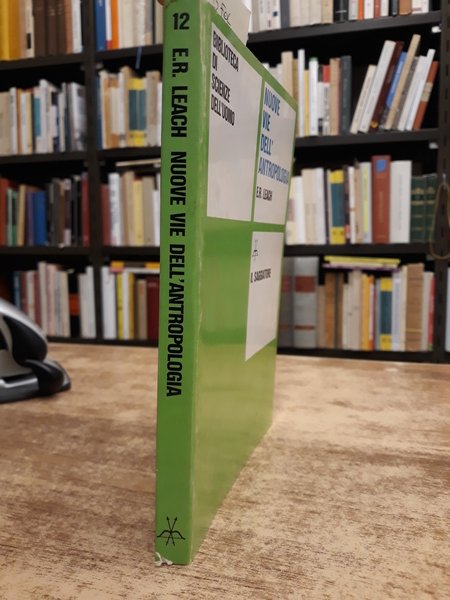 12 E.R. LEACH NUOVE VIE DELL'ANTROPOLOGIA
BIBLIOTECA
DI
SCIENZE
DELL'UOMO
NUOVE
VIE
DELL'
ANTROPOLOGIA
E.R. LEACH
IL SAGGIATORE